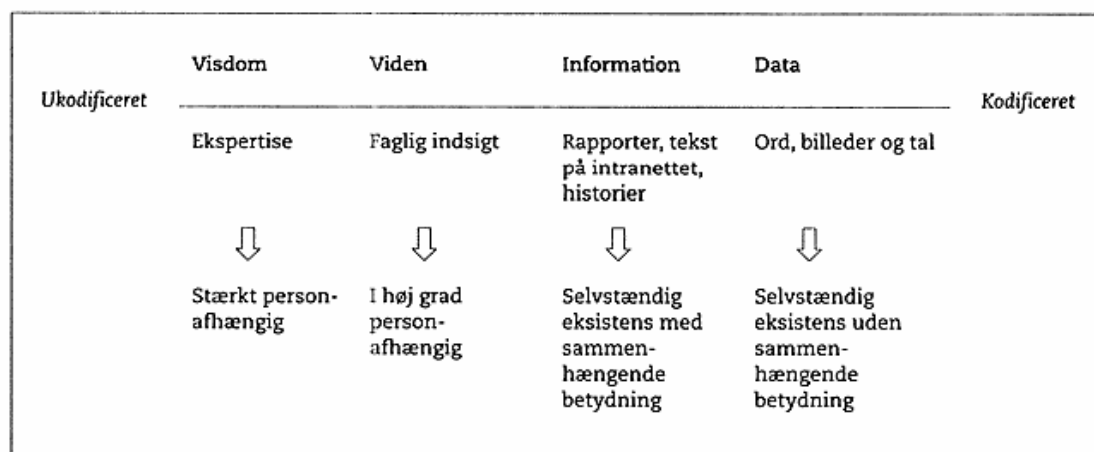 Visdom Viden Information Data
Ukodificeret Kodificeret
Ekspertise Faglig indsigt Rapporter, tekst Ord, billeder og tal
på intranettet,
historier
Stærkt person- I høj grad Selvstændig Selvstændig
afhængig person- eksistens med eksistens uden
afhængig sammen- sammen-
hængende hængende
betydning betydning